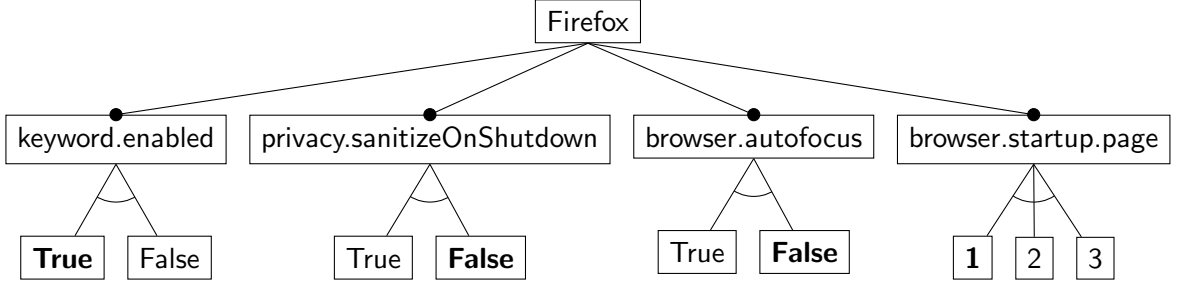 Firefox
keyword.enabled privacy.sanitizeOnShutdown browser.autofocus browser.startup.page
True False True False True False 1 2 3